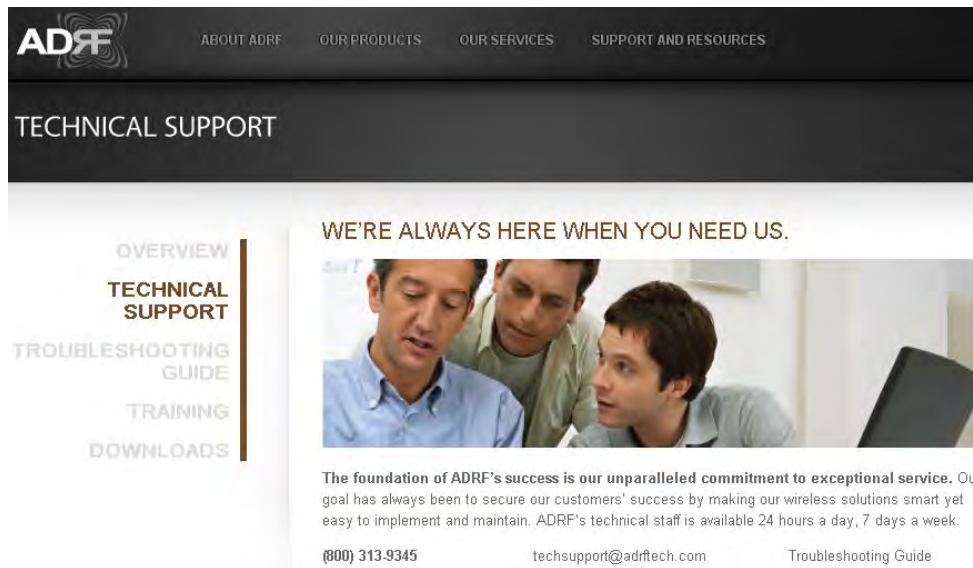 ADRF
ABOUT ADRF OUR PRODUCTS OUR SERVICES SUPPORT AND RESOURCES
TECHNICAL SUPPORT
OVERVIEW
TECHNICAL
SUPPORT
TROUBLESHOOTING
GUIDE
TRAINING
DOWNLOADS
WE'RE ALWAYS HERE WHEN YOU NEED US.
The foundation of ADRF's success is our unparalleled commitment to exceptional service.
goal has always been to secure our customers' success by making our wireless solutions smart yet
easy to implement and maintain. ADRF's technical staff is available 24 hours a day, 7 days a week.
(800) 313-9345 techsupport@adrftech.com Troubleshooting Guide